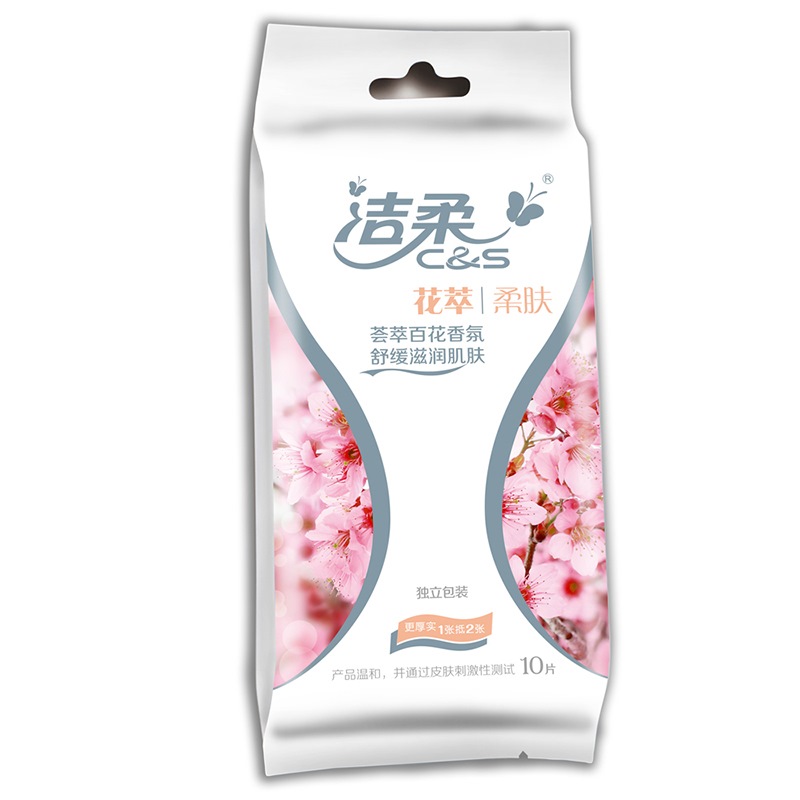 洁柔®
C&S
花萃|柔肤
荟萃百花香氛
舒缓滋润肌肤
独立包装
更厚实 1张抵2张
产品温和，并通过皮肤刺激性测试 10片